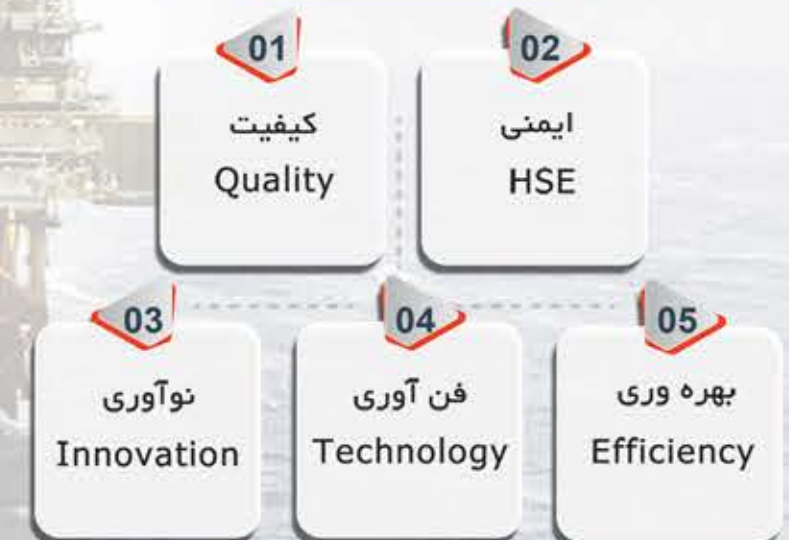 01
کیفیت
Quality
02
ایمنی
HSE
03
نوآوری
Innovation
04
فن آوری
Technology
05
بهره وری
Efficiency